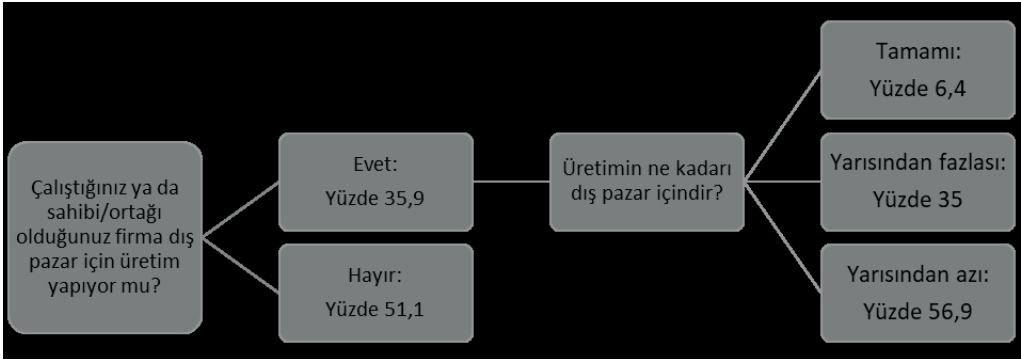 Çalıştığınız ya da
sahibi/ortağı
olduğunuz firma dış
pazar için üretim
yapıyor mu?
Evet:
Yüzde 35,9
Hayır:
Yüzde 51,1
Üretimin ne kadarı
dış pazar içindir?
Tamamı:
Yüzde 6,4
Yarısından fazlası:
Yüzde 35
Yarısından azı:
Yüzde 56,9